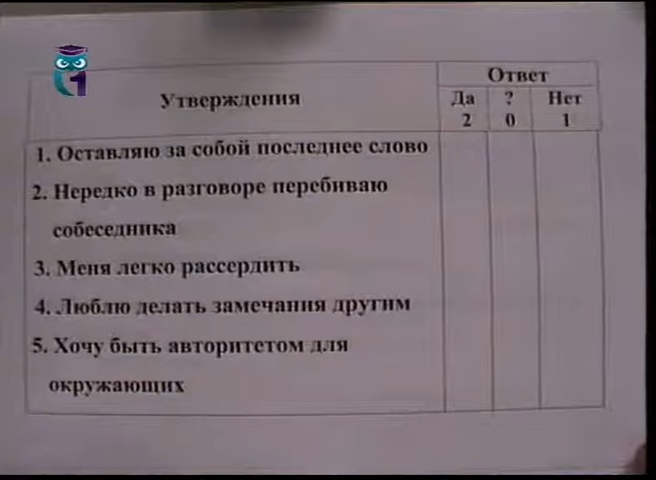 1
Утверждения
Ответ
Да ? Нет
2 0 1
1. Оставляю за собой последнее слово
2. Нередко в разговоре перебиваю
собеседника
3. Меня легко рассердить
4. Люблю делать замечания другим
5. Хочу быть авторитетом для
окружающих